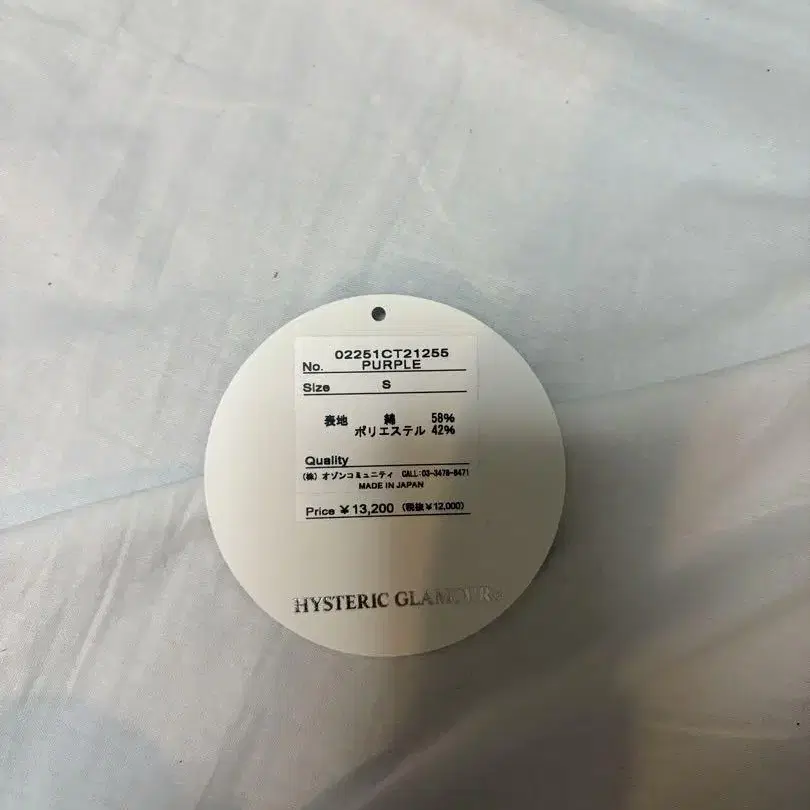 02251CT21255
No. PURPLE
Size S
表地 綿 58%
ポリエステル 42%
Quality
(株) オゾンコミュニティ CALL:03-3478-8471
MADE IN JAPAN
Price ¥13,200 (税抜¥12,000)
HYSTERIC GLAMOUR